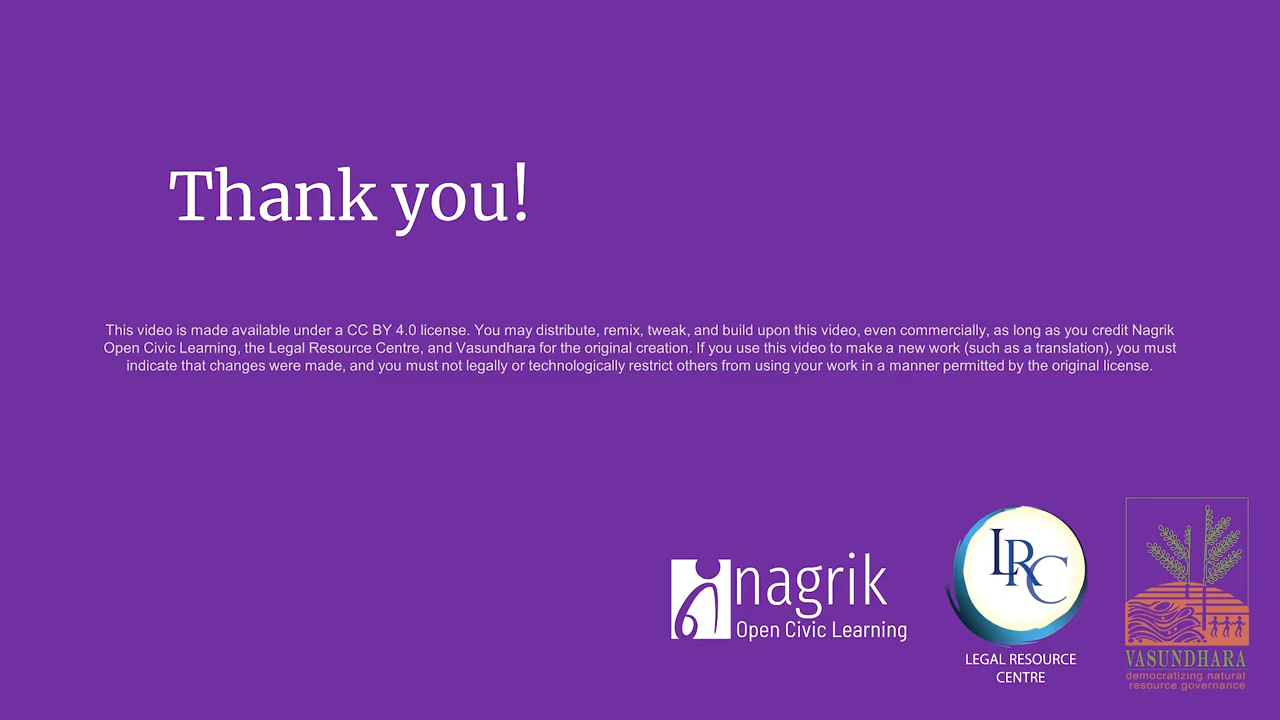 Thank you!
This video is made available under a CC BY 4.0 license. You may distribute, remix, tweak, and build upon this video, even commercially, as long as you credit Nagrik
Open Civic Learning, the Legal Resource Centre, and Vasundhara for the original creation. If you use this video to make a new work (such as a translation), you must
indicate that changes were made, and you must not legally or technologically restrict others from using your work in a manner permitted by the original license.
nagrik
Open Civic Learning
LRC
LEGAL RESOURCE
CENTRE
VASUNDHARA
democratizing natural
resource governance